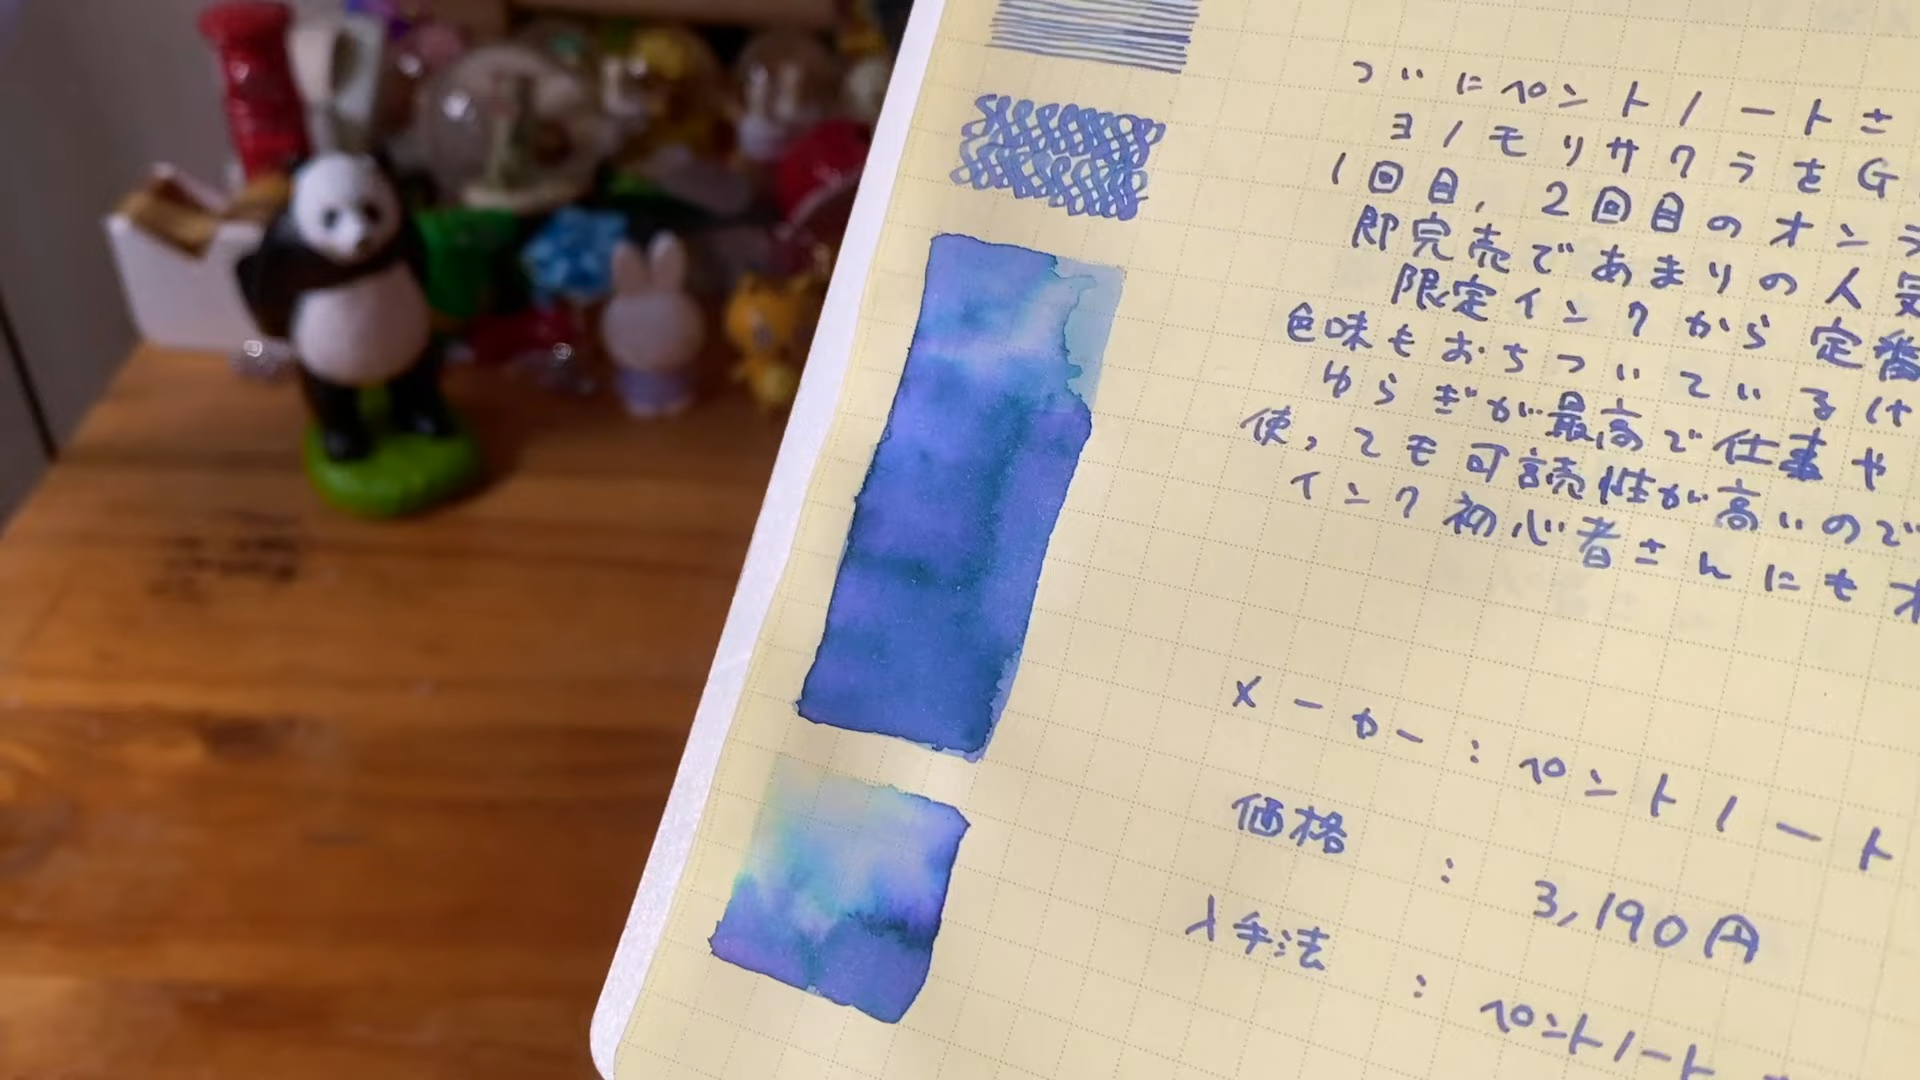 ついにペントノートさ
ヨノモリサクラをG
1回目, 2回目のオンラ
即完売であまりの人気
限定インクから定番
色味もおちついているけ
ゆらぎが最高で仕事や
使っても可読性が高いので
インク初心者さんにもオ
メーカー:ペントノート
価格:3,190円
入手法:ペントノート